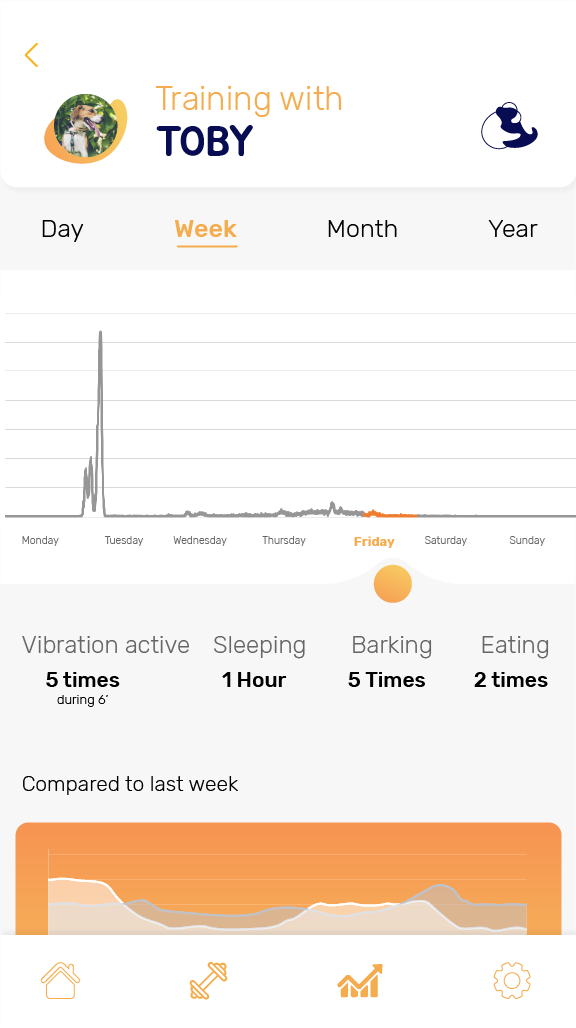 Training with
TOBY
Day Week Month Year
Monday Tuesday Wednesday Thursday Friday Saturday Sunday
Vibration active Sleeping Barking Eating
5 times 1 Hour 5 Times 2 times
during 6'
Compared to last week